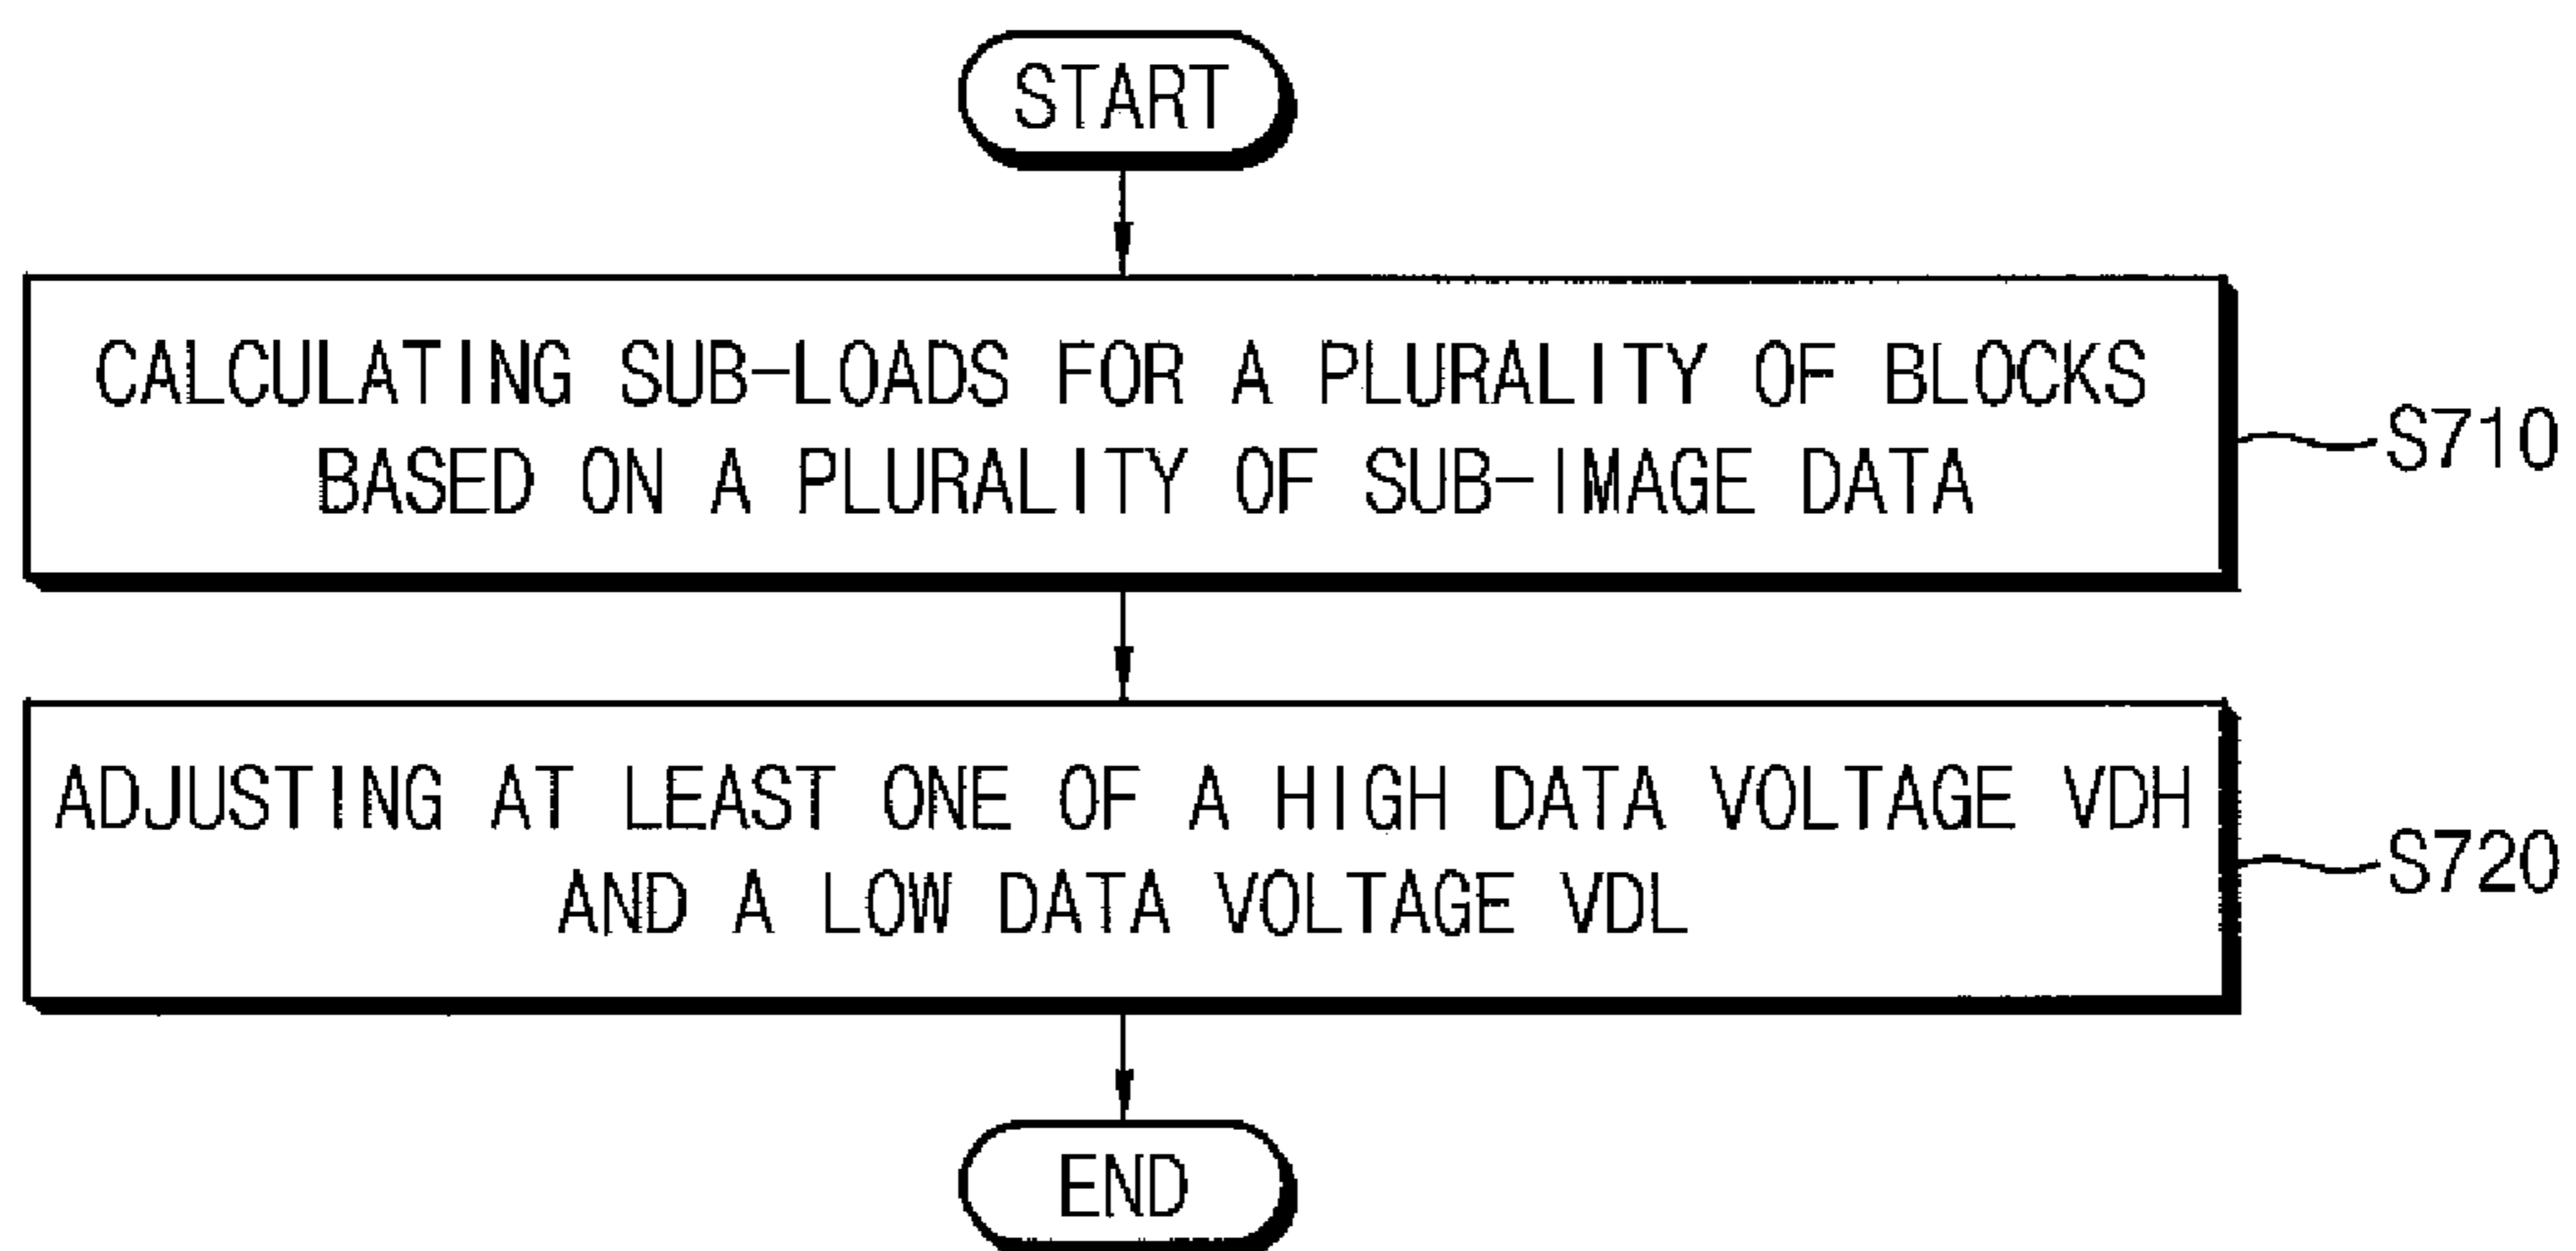 START
CALCULATING SUB-LOADS FOR A PLURALITY OF BLOCKS
BASED ON A PLURALITY OF SUB-IMAGE DATA
S710
ADJUSTING AT LEAST ONE OF A HIGH DATA VOLTAGE VDH
AND A LOW DATA VOLTAGE VDL
S720
END